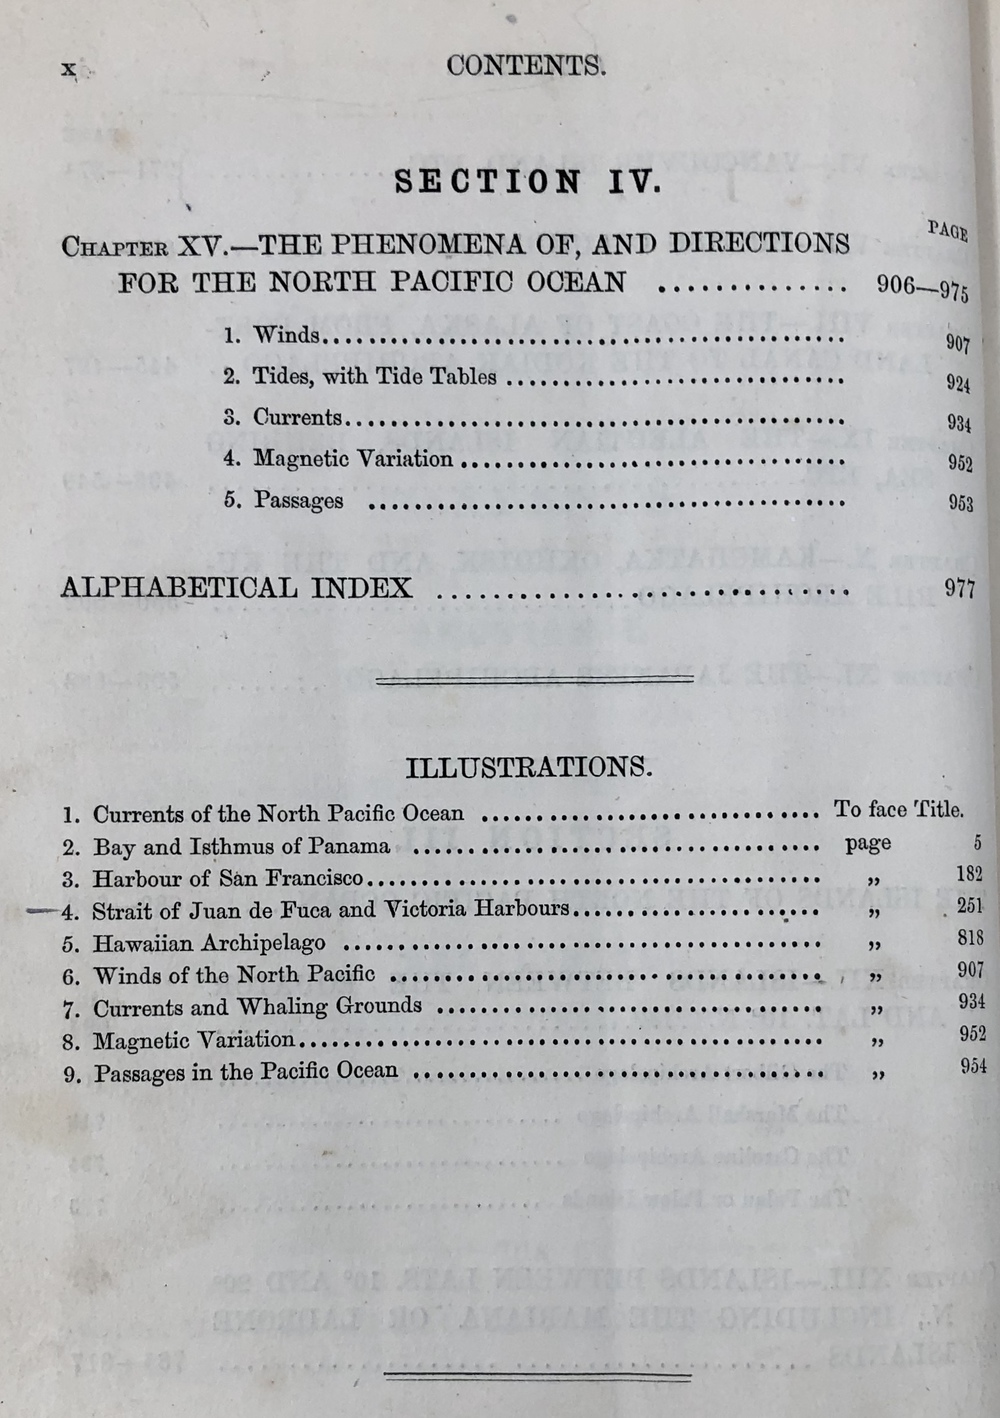 x CONTENTS.
SECTION IV.
PAGE
CHAPTER XV.—THE PHENOMENA OF, AND DIRECTIONS
FOR THE NORTH PACIFIC OCEAN .............. 906—975
1. Winds............................................. 907
2. Tides, with Tide Tables .............................. 924
3. Currents........................................... 934
4. Magnetic Variation .................................. 952
5. Passages .......................................... 953
ALPHABETICAL INDEX .............................. 977
ILLUSTRATIONS.
1. Currents of the North Pacific Ocean .............................. To face Title.
2. Bay and Isthmus of Panama .................................... page 5
3. Harbour of San Francisco........................................ „ 182
4. Strait of Juan de Fuca and Victoria Harbours...................... „ 251
5. Hawaiian Archipelago .......................................... „ 818
6. Winds of the North Pacific ...................................... „ 907
7. Currents and Whaling Grounds .................................. „ 934
8. Magnetic Variation.............................................. „ 952
9. Passages in the Pacific Ocean .................................... „ 954